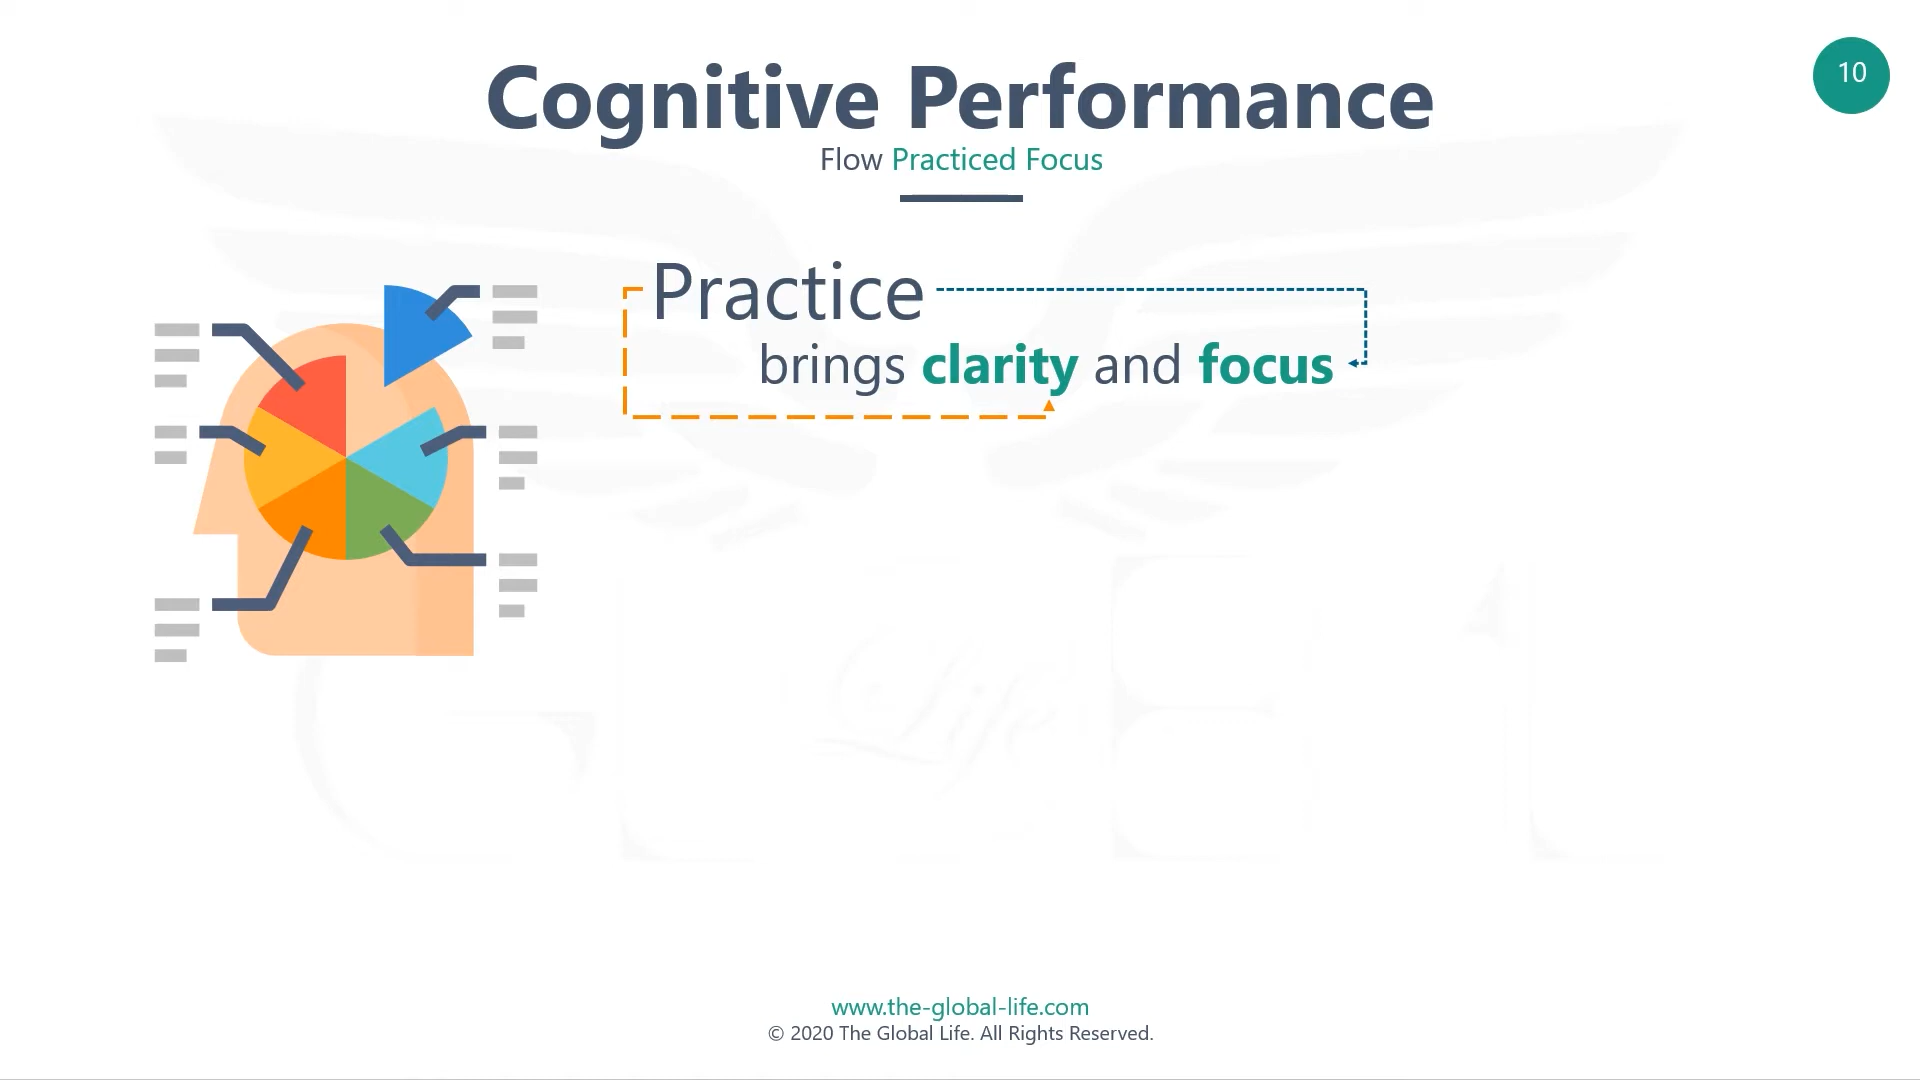 10
Cognitive Performance
Flow Practiced Focus
Practice
brings clarity and focus
Life
www.the-global-life.com
© 2020 The Global Life. All Rights Reserved.